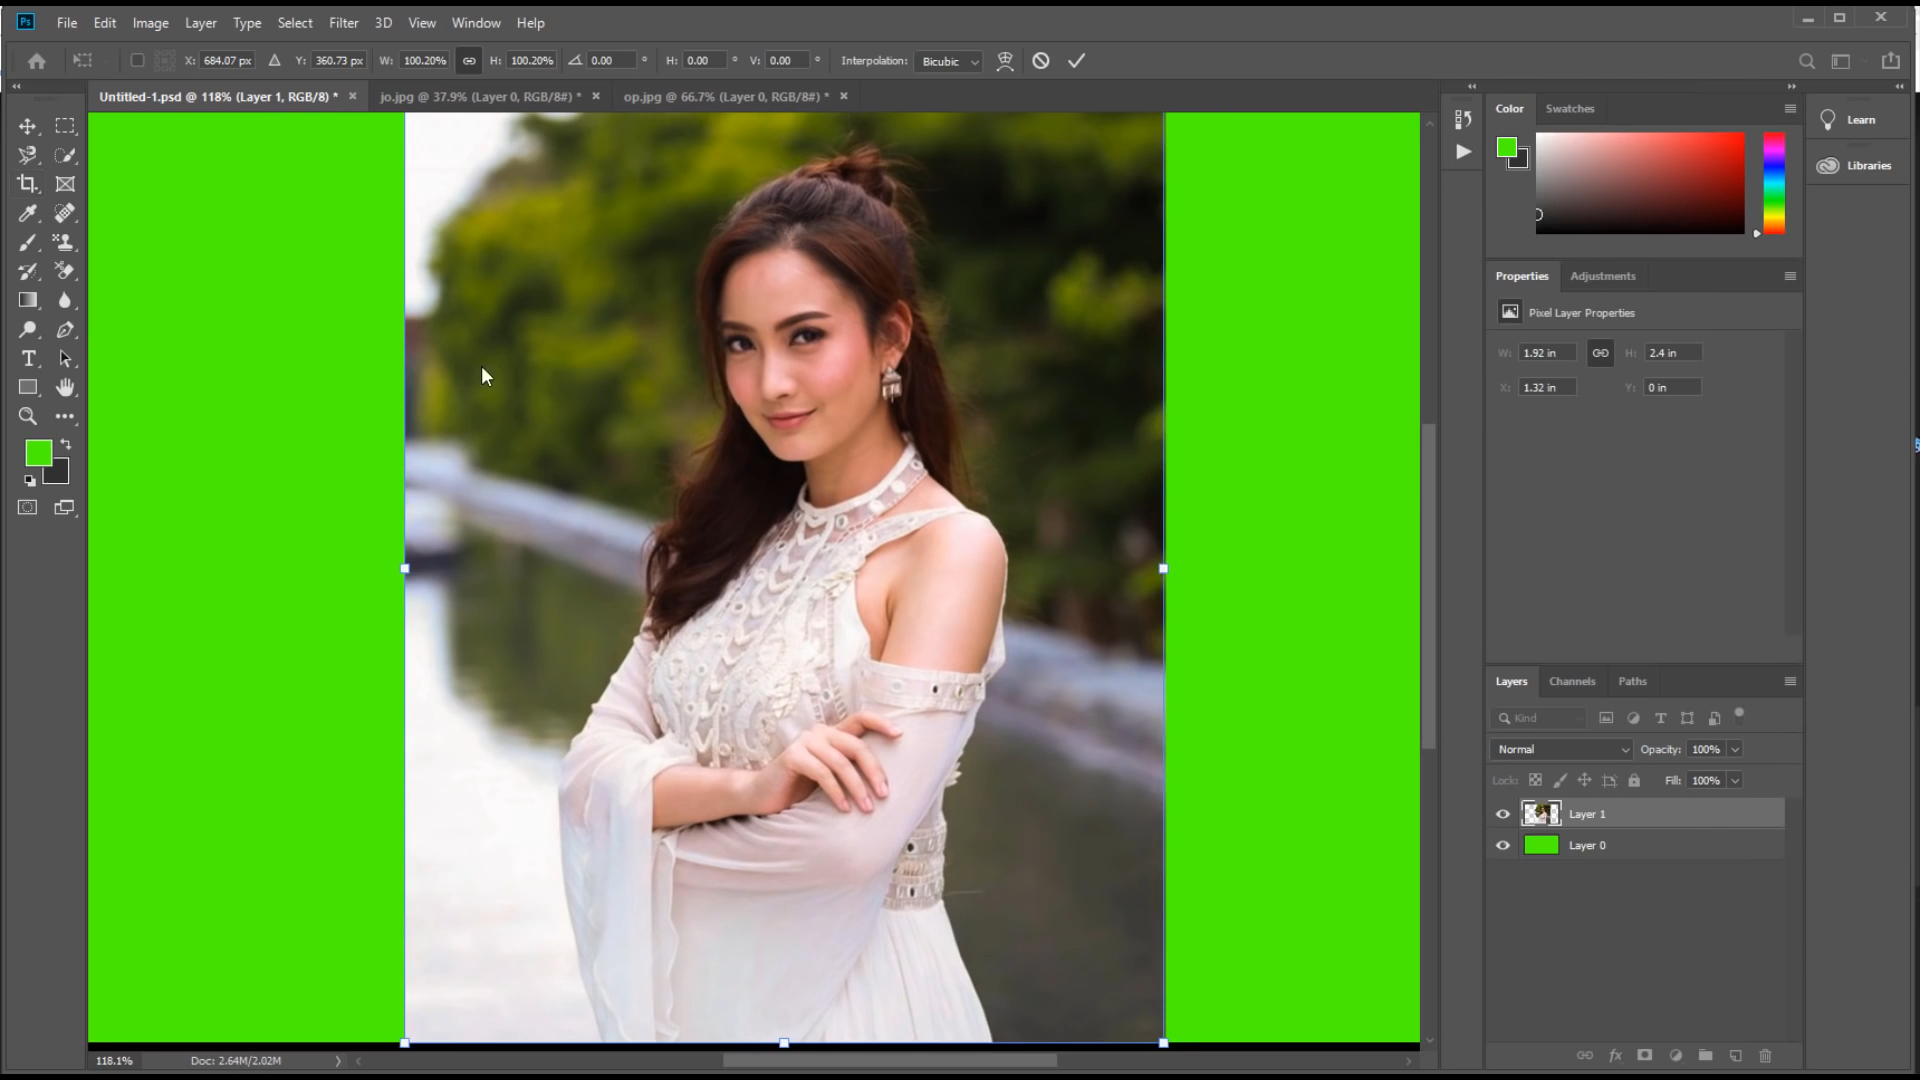 Ps File Edit Image Layer Type Select Filter 3D View Window Help
X: 684.07 px Y: 360.73 px W: 100.20% H: 100.20% 0.00 ° H: 0.00 ° V: 0.00 ° Interpolation: Bicubic
Untitled-1.psd @ 118% (Layer 1, RGB/8) * × jo.jpg @ 37.9% (Layer 0, RGB/8#) * × op.jpg @ 66.7% (Layer 0, RGB/8#) * ×
Color Swatches
Learn
Libraries
Properties Adjustments
Pixel Layer Properties
W: 1.92 in H: 2.4 in
X: 1.32 in Y: 0 in
Layers Channels Paths
Kind
Normal Opacity: 100%
Lock: Fill: 100%
Layer 1
Layer 0
118.1% Doc: 2.64M/2.02M
fx